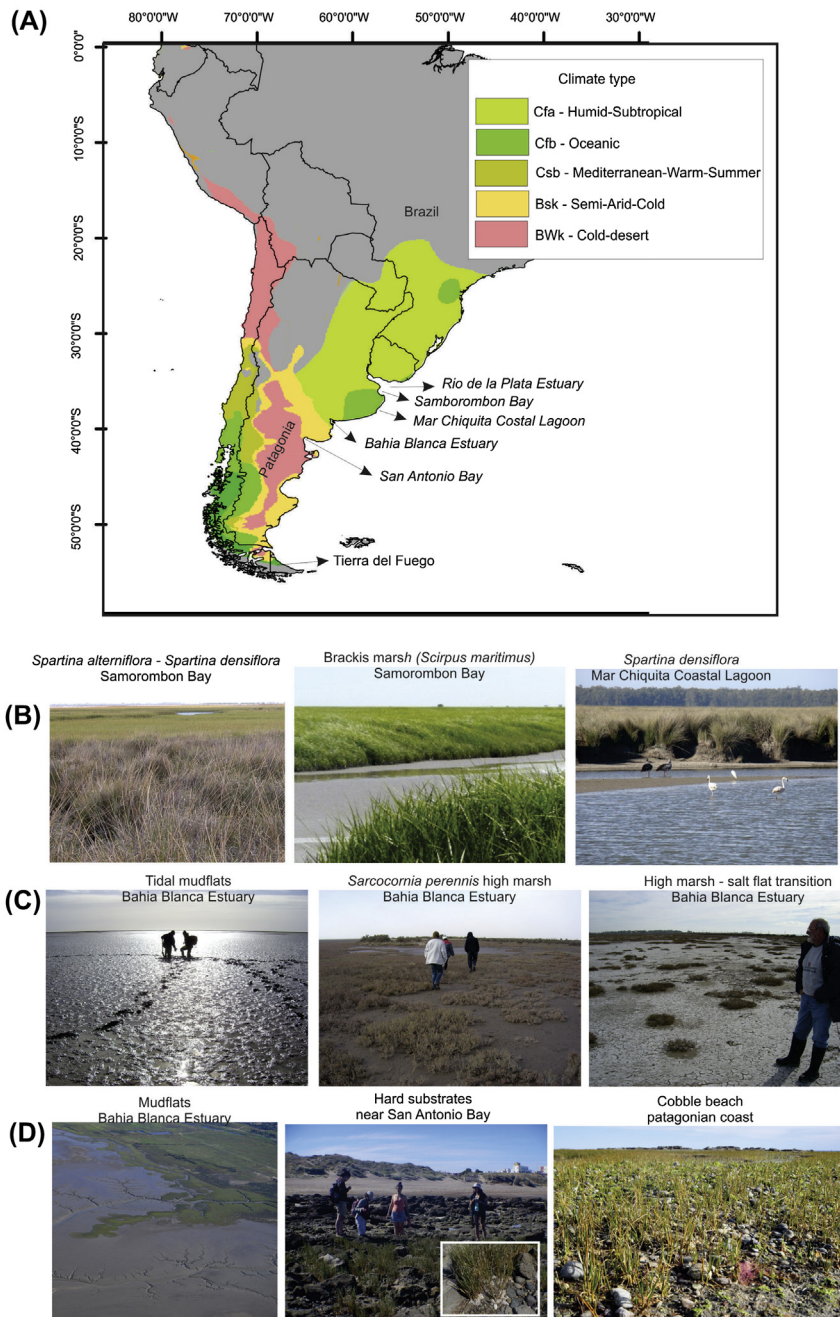 (A)
80°0'0"W 70°0'0"W 60°0'0"W 50°0'0"W 40°0'0"W 30°0'0"W
0°0'0"
10°0'0"S
20°0'0"S
30°0'0"S
40°0'0"S
50°0'0"S
Climate type
Cfa - Humid-Subtropical
Cfb - Oceanic
Csb - Mediterranean-Warm-Summer
Bsk - Semi-Arid-Cold
BWk - Cold-desert
Brazil
Patagonia
Rio de la Plata Estuary
Samborombon Bay
Mar Chiquita Costal Lagoon
Bahia Blanca Estuary
San Antonio Bay
Tierra del Fuego
(B)
Spartina alterniflora - Spartina densiflora
Samorombon Bay
Brackis marsh (Scirpus maritimus)
Samorombon Bay
Spartina densiflora
Mar Chiquita Coastal Lagoon
(C)
Tidal mudflats
Bahia Blanca Estuary
Sarcocornia perennis high marsh
Bahia Blanca Estuary
High marsh - salt flat transition
Bahia Blanca Estuary
(D)
Mudflats
Bahia Blanca Estuary
Hard substrates
near San Antonio Bay
Cobble beach
patagonian coast